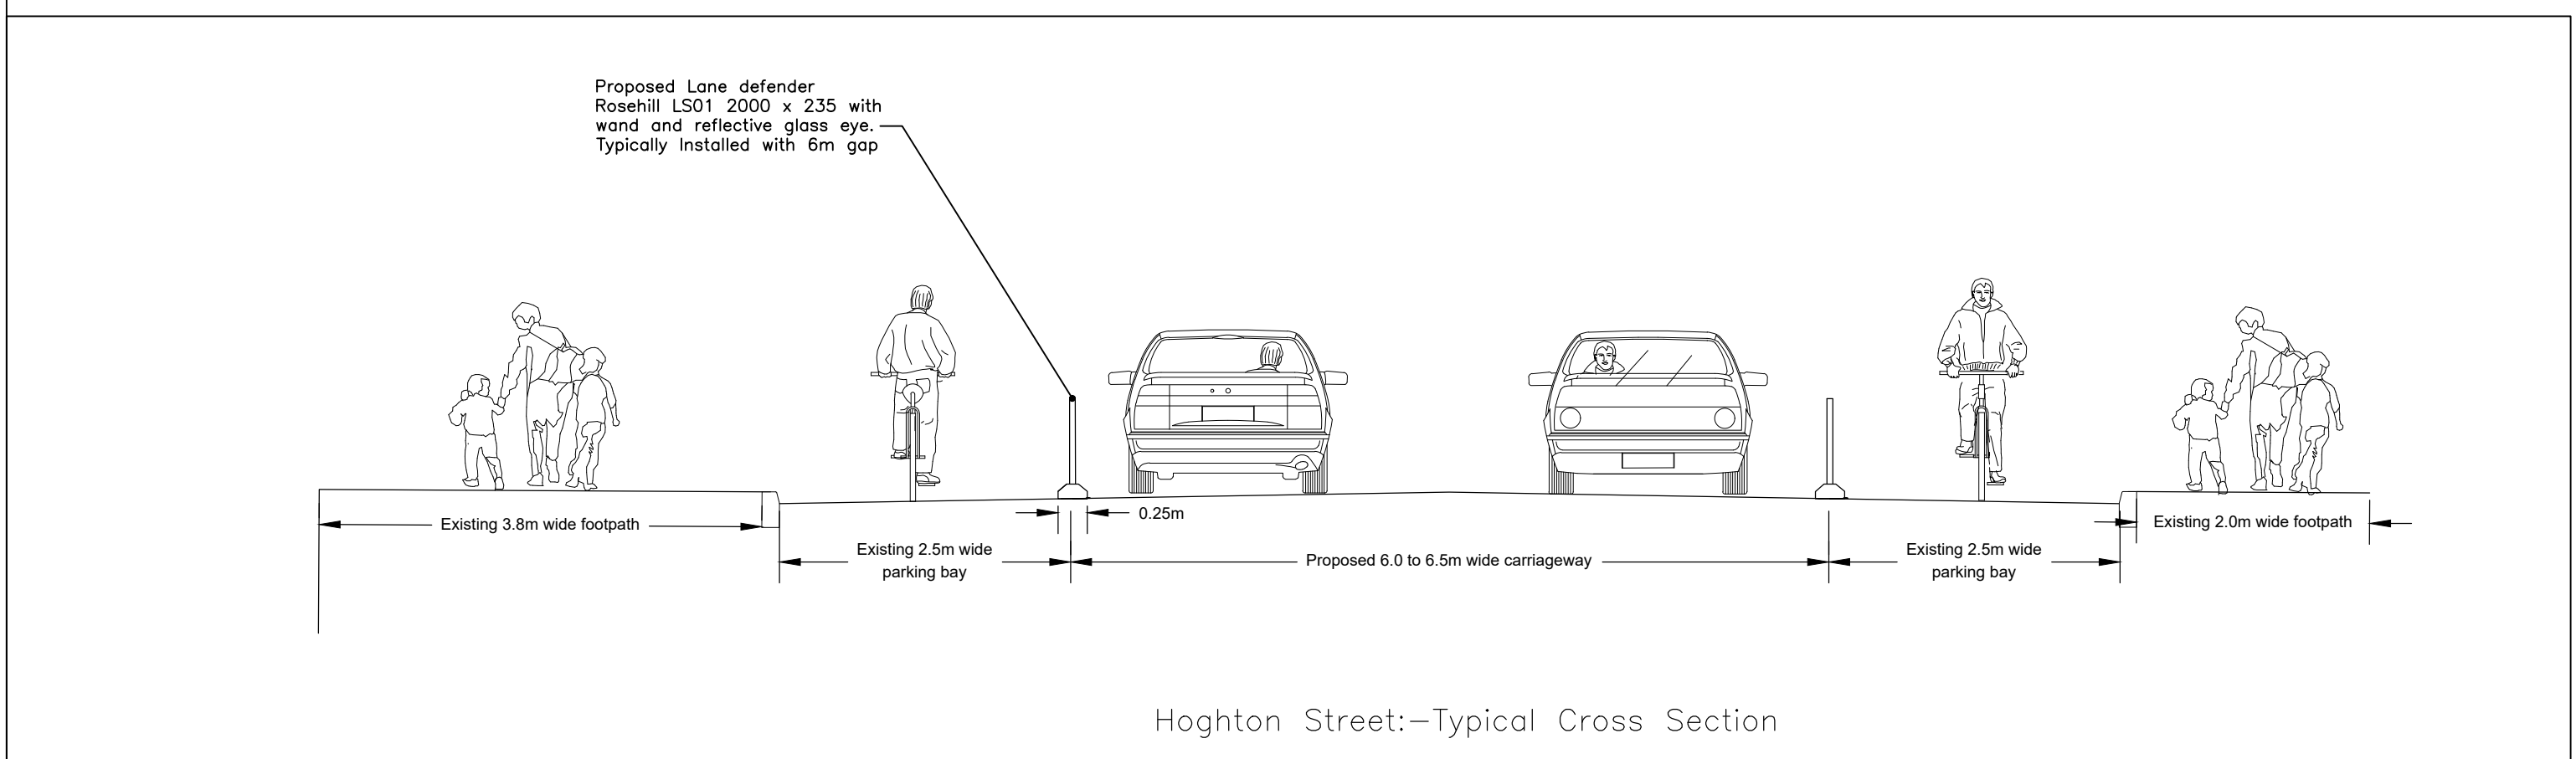 Proposed Lane defender
Rosehill LS01 2000 x 235 with
wand and reflective glass eye.
Typically Installed with 6m gap
Existing 3.8m wide footpath
0.25m
Existing 2.0m wide footpath
Existing 2.5m wide
parking bay
Proposed 6.0 to 6.5m wide carriageway
Existing 2.5m wide
parking bay
Hoghton Street:-Typical Cross Section